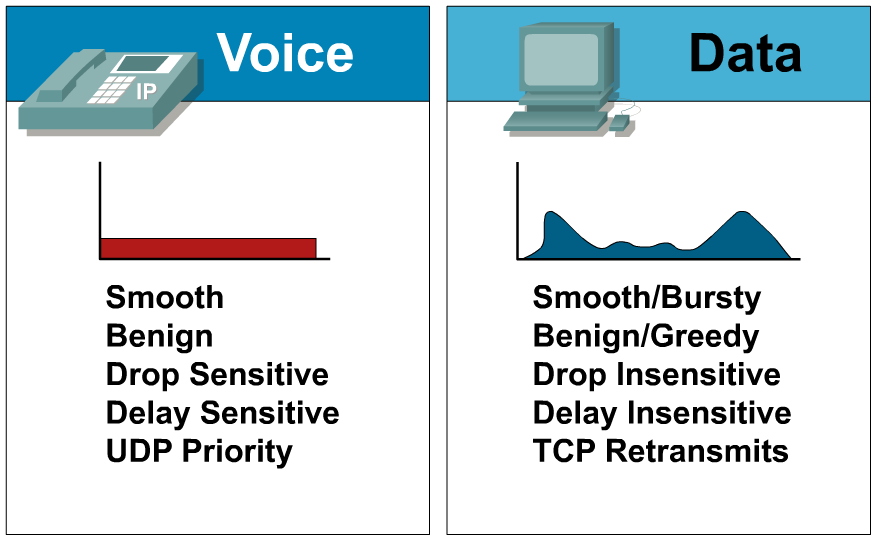 Voice
IP
Smooth
Benign
Drop Sensitive
Delay Sensitive
UDP Priority
Data
Smooth/Bursty
Benign/Greedy
Drop Insensitive
Delay Insensitive
TCP Retransmits